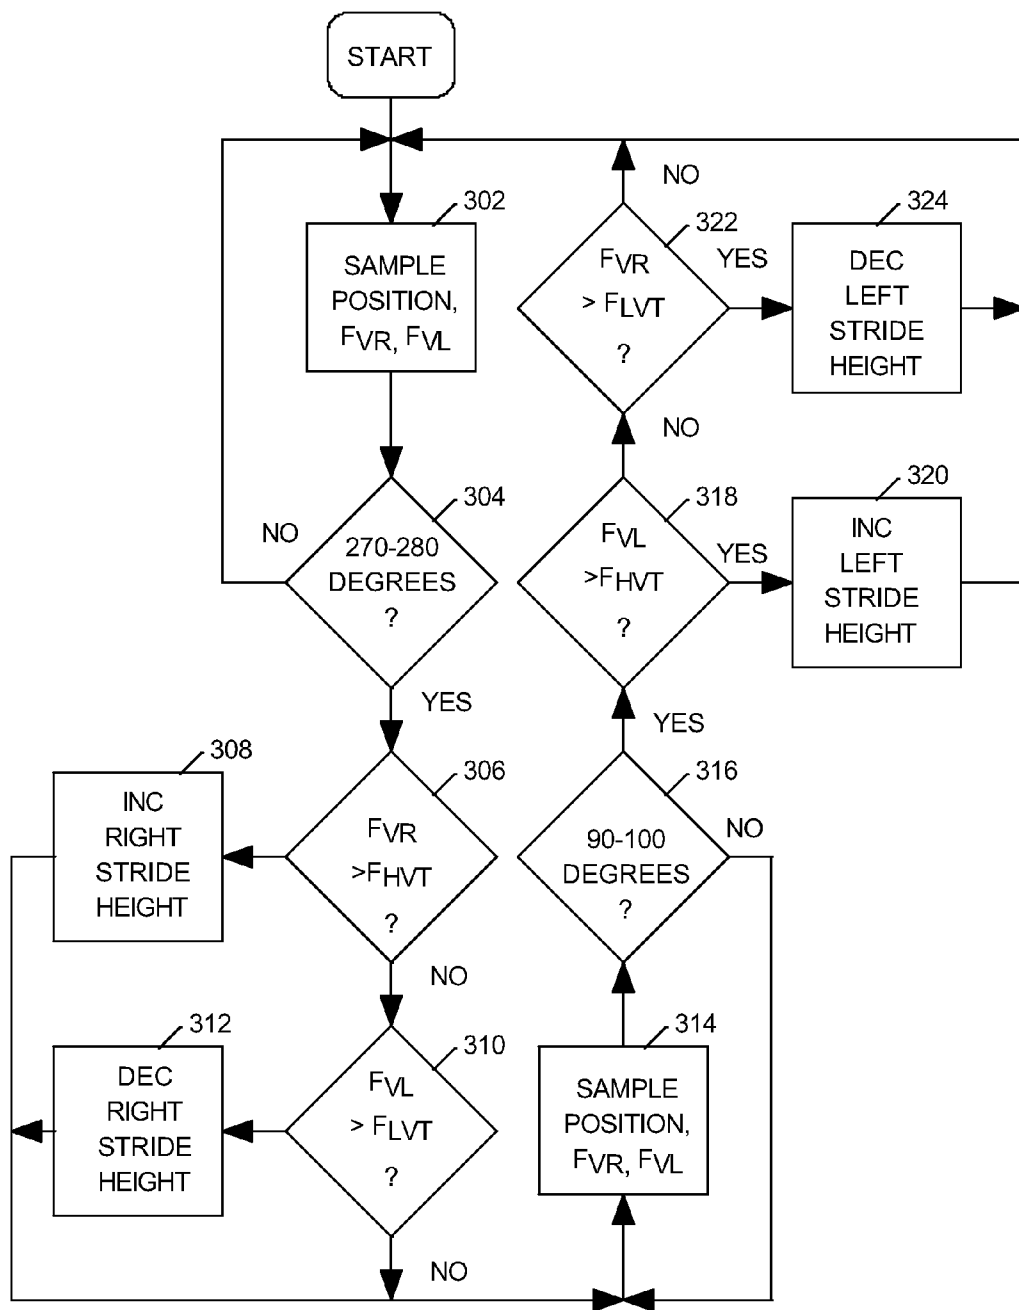 START
302
SAMPLE
POSITION,
FVR, FVL
NO
304
270-280
DEGREES
?
YES
308
INC
RIGHT
STRIDE
HEIGHT
306
FVR
>FHVT
?
NO
312
DEC
RIGHT
STRIDE
HEIGHT
310
FVL
> FLVT
?
NO
314
SAMPLE
POSITION,
FVR, FVL
316
NO
90-100
DEGREES
?
YES
318
FVL
>FHVT
?
YES
320
INC
LEFT
STRIDE
HEIGHT
NO
322
FVR
> FLVT
?
YES
324
DEC
LEFT
STRIDE
HEIGHT
NO